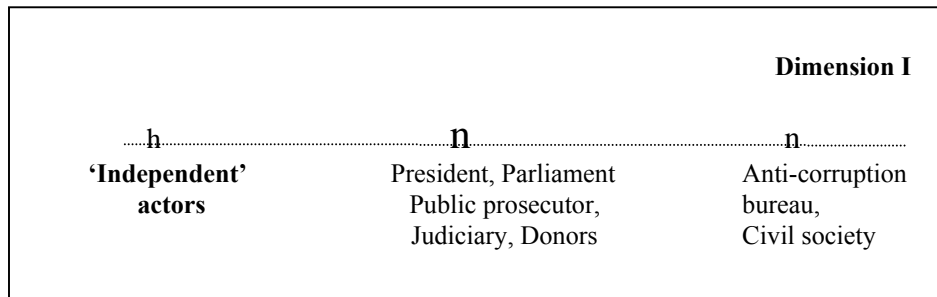 Dimension I
h n n
‘Independent’ actors
President, Parliament
Public prosecutor,
Judiciary, Donors
Anti-corruption
bureau,
Civil society